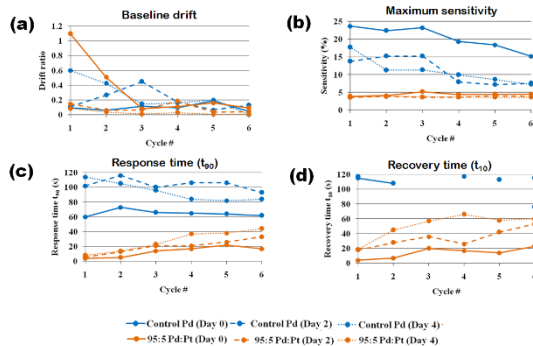 (a)
Baseline drift
Drift ratio
1.2
1
0.8
0.6
0.4
0.2
0
1 2 3 4 5 6
Cycle #
(b)
Maximum sensitivity
Sensitivity (%)
25
20
15
10
5
0
1 2 3 4 5 6
Cycle #
(c)
Response time (t90)
Response time t90 (s)
120
100
80
60
40
20
0
1 2 3 4 5 6
Cycle #
(d)
Recovery time (t10)
Recovery time t10 (s)
120
100
80
60
40
20
0
1 2 3 4 5 6
Cycle #
Control Pd (Day 0) Control Pd (Day 2) Control Pd (Day 4)
95:5 Pd:Pt (Day 0) 95:5 Pd:Pt (Day 2) 95:5 Pd:Pt (Day 4)